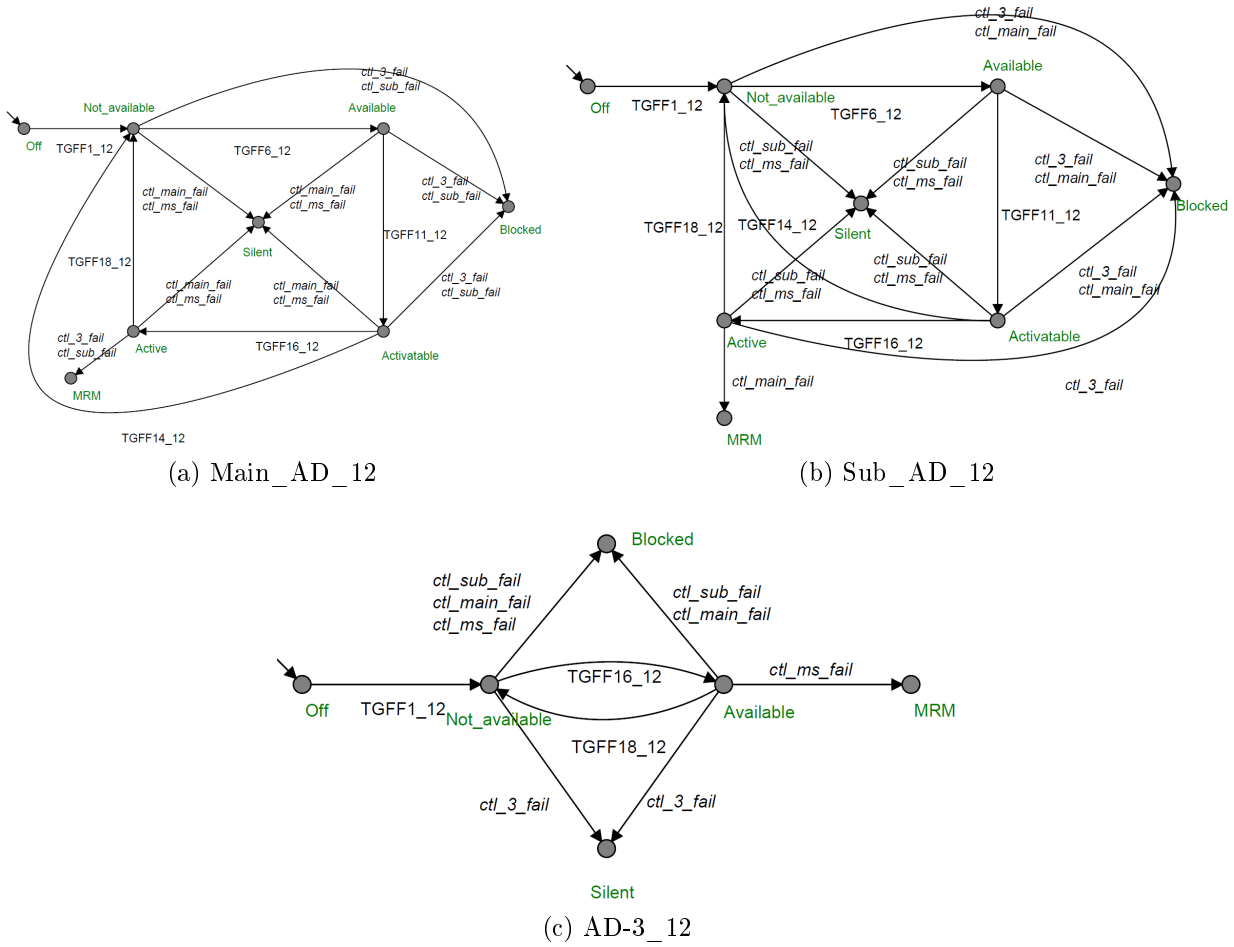 ctl_3_fail
ctl_sub_fail
Not_available
Available
Off
TGFF1_12
TGFF6_12
ctl_main_fail
ctl_ms_fail
ctl_main_fail
ctl_ms_fail
ctl_3_fail
ctl_sub_fail
Blocked
Silent
TGFF18_12
TGFF11_12
ctl_main_fail
ctl_ms_fail
ctl_main_fail
ctl_ms_fail
ctl_3_fail
ctl_sub_fail
ctl_3_fail
ctl_sub_fail
Active
TGFF16_12
Activatable
MRM
TGFF14_12
(a) Main_AD_12
ctl_3_fail
ctl_main_fail
Available
Off
TGFF1_12
Not_available
TGFF6_12
ctl_sub_fail
ctl_ms_fail
ctl_sub_fail
ctl_ms_fail
ctl_3_fail
ctl_main_fail
Blocked
TGFF18_12
TGFF14_12
Silent
TGFF11_12
ctl_sub_fail
ctl_ms_fail
ctl_sub_fail
ctl_ms_fail
ctl_3_fail
ctl_main_fail
Active
TGFF16_12
Activatable
ctl_main_fail
ctl_3_fail
MRM
(b) Sub_AD_12
Blocked
ctl_sub_fail
ctl_main_fail
ctl_ms_fail
ctl_sub_fail
ctl_main_fail
Off
TGFF1_12
Not_available
TGFF16_12
Available
ctl_ms_fail
MRM
TGFF18_12
ctl_3_fail
ctl_3_fail
Silent
(c) AD-3_12